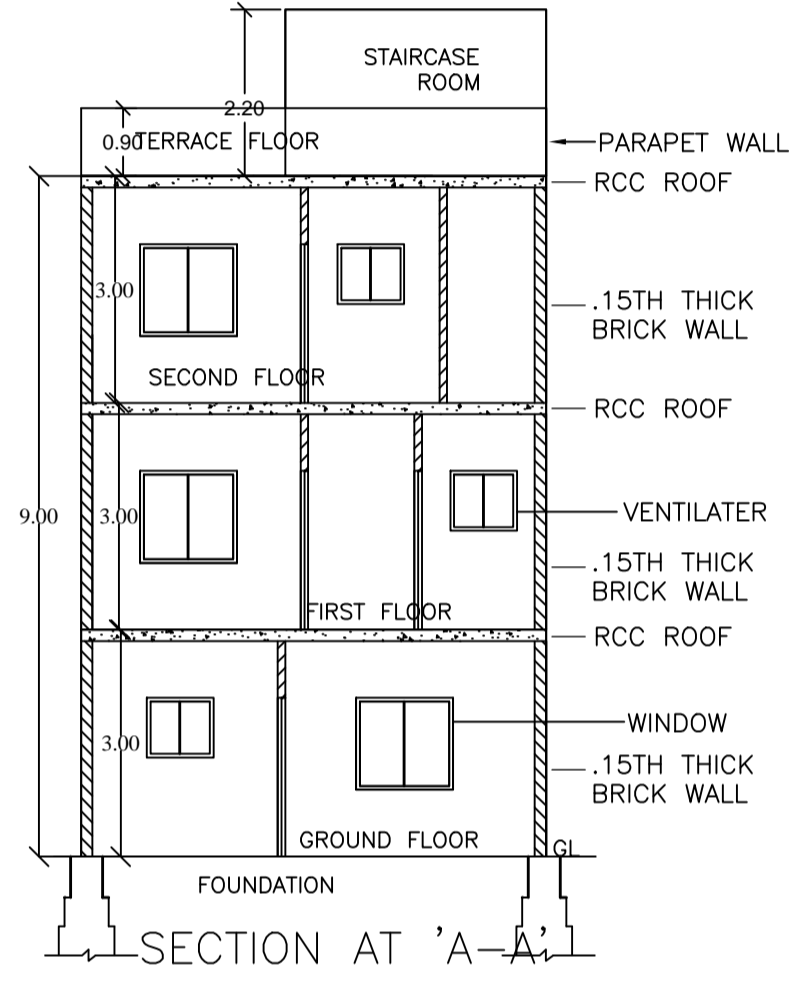 STAIRCASE
ROOM
2.20
0.90
TERRACE FLOOR
PARAPET WALL
RCC ROOF
3.00
.15TH THICK
BRICK WALL
SECOND FLOOR
RCC ROOF
9.00
3.00
VENTILATER
.15TH THICK
BRICK WALL
FIRST FLOOR
RCC ROOF
WINDOW
3.00
.15TH THICK
BRICK WALL
GROUND FLOOR
GL
FOUNDATION
SECTION AT 'A-A'